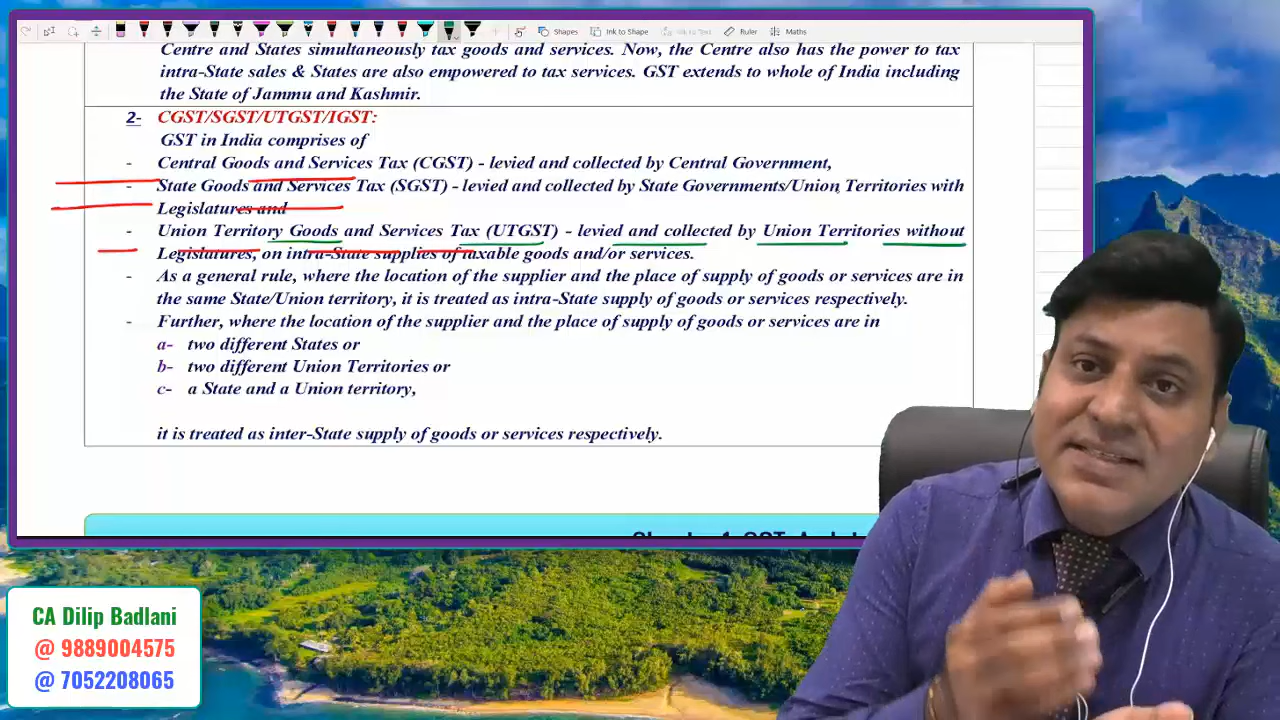 Shapes
Ink to Shape
Ink to Text
Ruler
Maths
Centre and States simultaneously tax goods and services. Now, the Centre also has the power to tax
intra-State sales & States are also empowered to tax services. GST extends to whole of India including
the State of Jammu and Kashmir.
2- CGST/SGST/UTGST/IGST:
GST in India comprises of
- Central Goods and Services Tax (CGST) - levied and collected by Central Government,
- State Goods and Services Tax (SGST) - levied and collected by State Governments/Union Territories with
Legislatures and
- Union Territory Goods and Services Tax (UTGST) - levied and collected by Union Territories without
Legislatures, on intra-State supplies of taxable goods and/or services.
- As a general rule, where the location of the supplier and the place of supply of goods or services are in
the same State/Union territory, it is treated as intra-State supply of goods or services respectively.
- Further, where the location of the supplier and the place of supply of goods or services are in
a- two different States or
b- two different Union Territories or
c- a State and a Union territory,
it is treated as inter-State supply of goods or services respectively.
CA Dilip Badlani
@ 9889004575
@ 7052208065